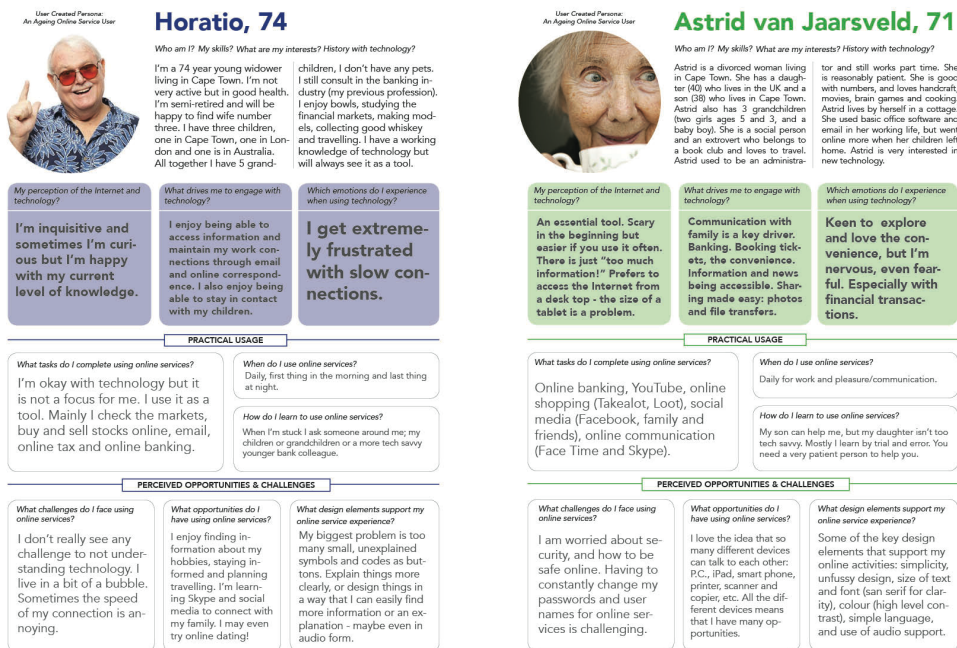 User Created Persona:
An Ageing Online Service User
Horatio, 74
Who am I? My skills? What are my interests? History with technology?
I'm a 74 year young widower
living in Cape Town. I'm not
very active but in good health.
I'm semi-retired and will be
happy to find wife number
three. I have three children,
one in Cape Town, one in Lon-
don and one is in Australia.
All together I have 5 grand-
children, I don't have any pets.
I still consult in the banking in-
dustry (my previous profession).
I enjoy bowls, studying the
financial markets, making mod-
els, collecting good whiskey
and travelling. I have a working
knowledge of technology but
will always see it as a tool.
My perception of the Internet and
technology?
I'm inquisitive and
sometimes I'm curi-
ous but I'm happy
with my current
level of knowledge.
What drives me to engage with
technology?
I enjoy being able to
access information and
maintain my work con-
nections through email
and online correspond-
ence. I also enjoy being
able to stay in contact
with my children.
Which emotions do I experience
when using technology?
I get extreme-
ly frustrated
with slow con-
nections.
PRACTICAL USAGE
What tasks do I complete using online services?
I'm okay with technology but it
is not a focus for me. I use it as a
tool. Mainly I check the markets,
buy and sell stocks online, email,
online tax and online banking.
When do I use online services?
Daily, first thing in the morning and last thing
at night.
How do I learn to use online services?
When I'm stuck I ask someone around me; my
children or grandchildren or a more tech savvy
younger bank colleague.
PERCEIVED OPPORTUNITIES & CHALLENGES
What challenges do I face using
online services?
I don't really see any
challenge to not under-
standing technology. I
live in a bit of a bubble.
Sometimes the speed
of my connection is an-
noying.
What opportunities do I
have using online services?
I enjoy finding in-
formation about my
hobbies, staying in-
formed and planning
travelling. I'm learn-
ing Skype and social
media to connect with
my family. I may even
try online dating!
What design elements support my
online service experience?
My biggest problem is too
many small, unexplained
symbols and codes as but-
tons. Explain things more
clearly, or design things in
a way that I can easily find
more information or an ex-
planation - maybe even in
audio form.
User Created Persona:
An Ageing Online Service User
Astrid van Jaarsveld, 71
Who am I? My skills? What are my interests? History with technology?
Astrid is a divorced woman living
in Cape Town. She has a daugh-
ter (40) who lives in the UK and a
son (38) who lives in Cape Town.
Astrid also has 3 grandchildren
(two girls ages 5 and 3, and a
baby boy). She is a social person
and an extrovert who belongs to
a book club and loves to travel.
Astrid used to be an administra-
tor and still works part time. She
is reasonably patient. She is good
with numbers, and loves handcraft,
movies, brain games and cooking.
Astrid lives by herself in a cottage.
She used basic office software and
email in her working life, but went
online more when her children left
home. Astrid is very interested in
new technology.
My perception of the Internet and
technology?
An essential tool. Scary
in the beginning but
easier if you use it often.
There is just "too much
information!" Prefers to
access the Internet from
a desk top - the size of a
tablet is a problem.
What drives me to engage with
technology?
Communication with
family is a key driver.
Banking. Booking tick-
ets, the convenience.
Information and news
being accessible. Shar-
ing made easy: photos
and file transfers.
Which emotions do I experience
when using technology?
Keen to explore
and love the con-
venience, but I'm
nervous, even fear-
ful. Especially with
financial transac-
tions.
PRACTICAL USAGE
What tasks do I complete using online services?
Online banking, YouTube, online
shopping (Takealot, Loot), social
media (Facebook, family and
friends), online communication
(Face Time and Skype).
When do I use online services?
Daily for work and pleasure/communication.
How do I learn to use online services?
My son can help me, but my daughter isn't too
tech savvy. Mostly I learn by trial and error. You
need a very patient person to help you.
PERCEIVED OPPORTUNITIES & CHALLENGES
What challenges do I face using
online services?
I am worried about se-
curity, and how to be
safe online. Having to
constantly change my
passwords and user
names for online ser-
vices is challenging.
What opportunities do I
have using online services?
I love the idea that so
many different devices
can talk to each other:
P.C., iPad, smart phone,
printer, scanner and
copier, etc. All the dif-
ferent devices means
that I have many op-
portunities.
What design elements support my
online service experience?
Some of the key design
elements that support my
online activities: simplicity,
unfussy design, size of text
and font (san serif for clar-
ity), colour (high level con-
trast), simple language,
and use of audio support.